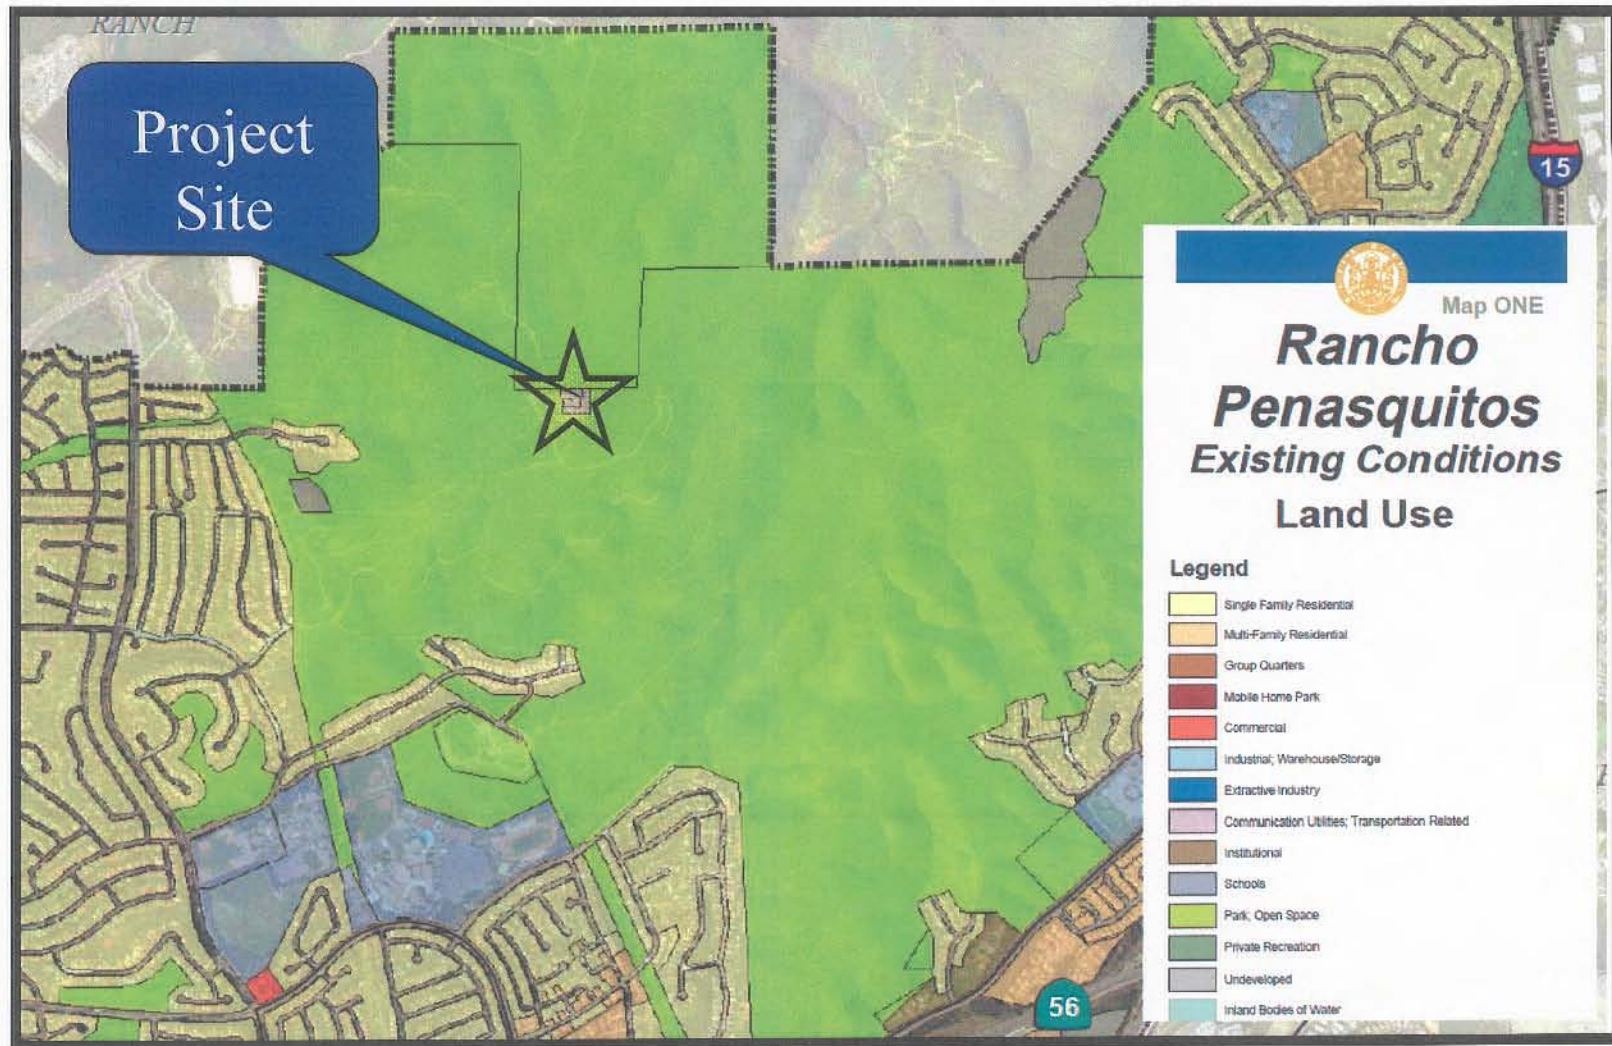 RANCH
Project
Site
15
Map ONE
Rancho
Penasquitos
Existing Conditions
Land Use
Legend
Single Family Residential
Multi-Family Residential
Group Quarters
Mobile Home Park
Commercial
Industrial; Warehouse/Storage
Extractive Industry
Communication Utilities; Transportation Related
Institutional
Schools
Park; Open Space
Private Recreation
Undeveloped
Inland Bodies of Water
56